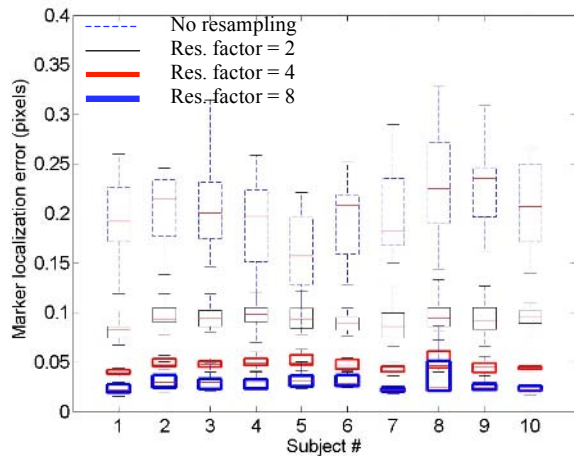 No resampling
Res. factor = 2
Res. factor = 4
Res. factor = 8
Marker localization error (pixels)
0.4
0.35
0.3
0.25
0.2
0.15
0.1
0.05
0
1 2 3 4 5 6 7 8 9 10
Subject #